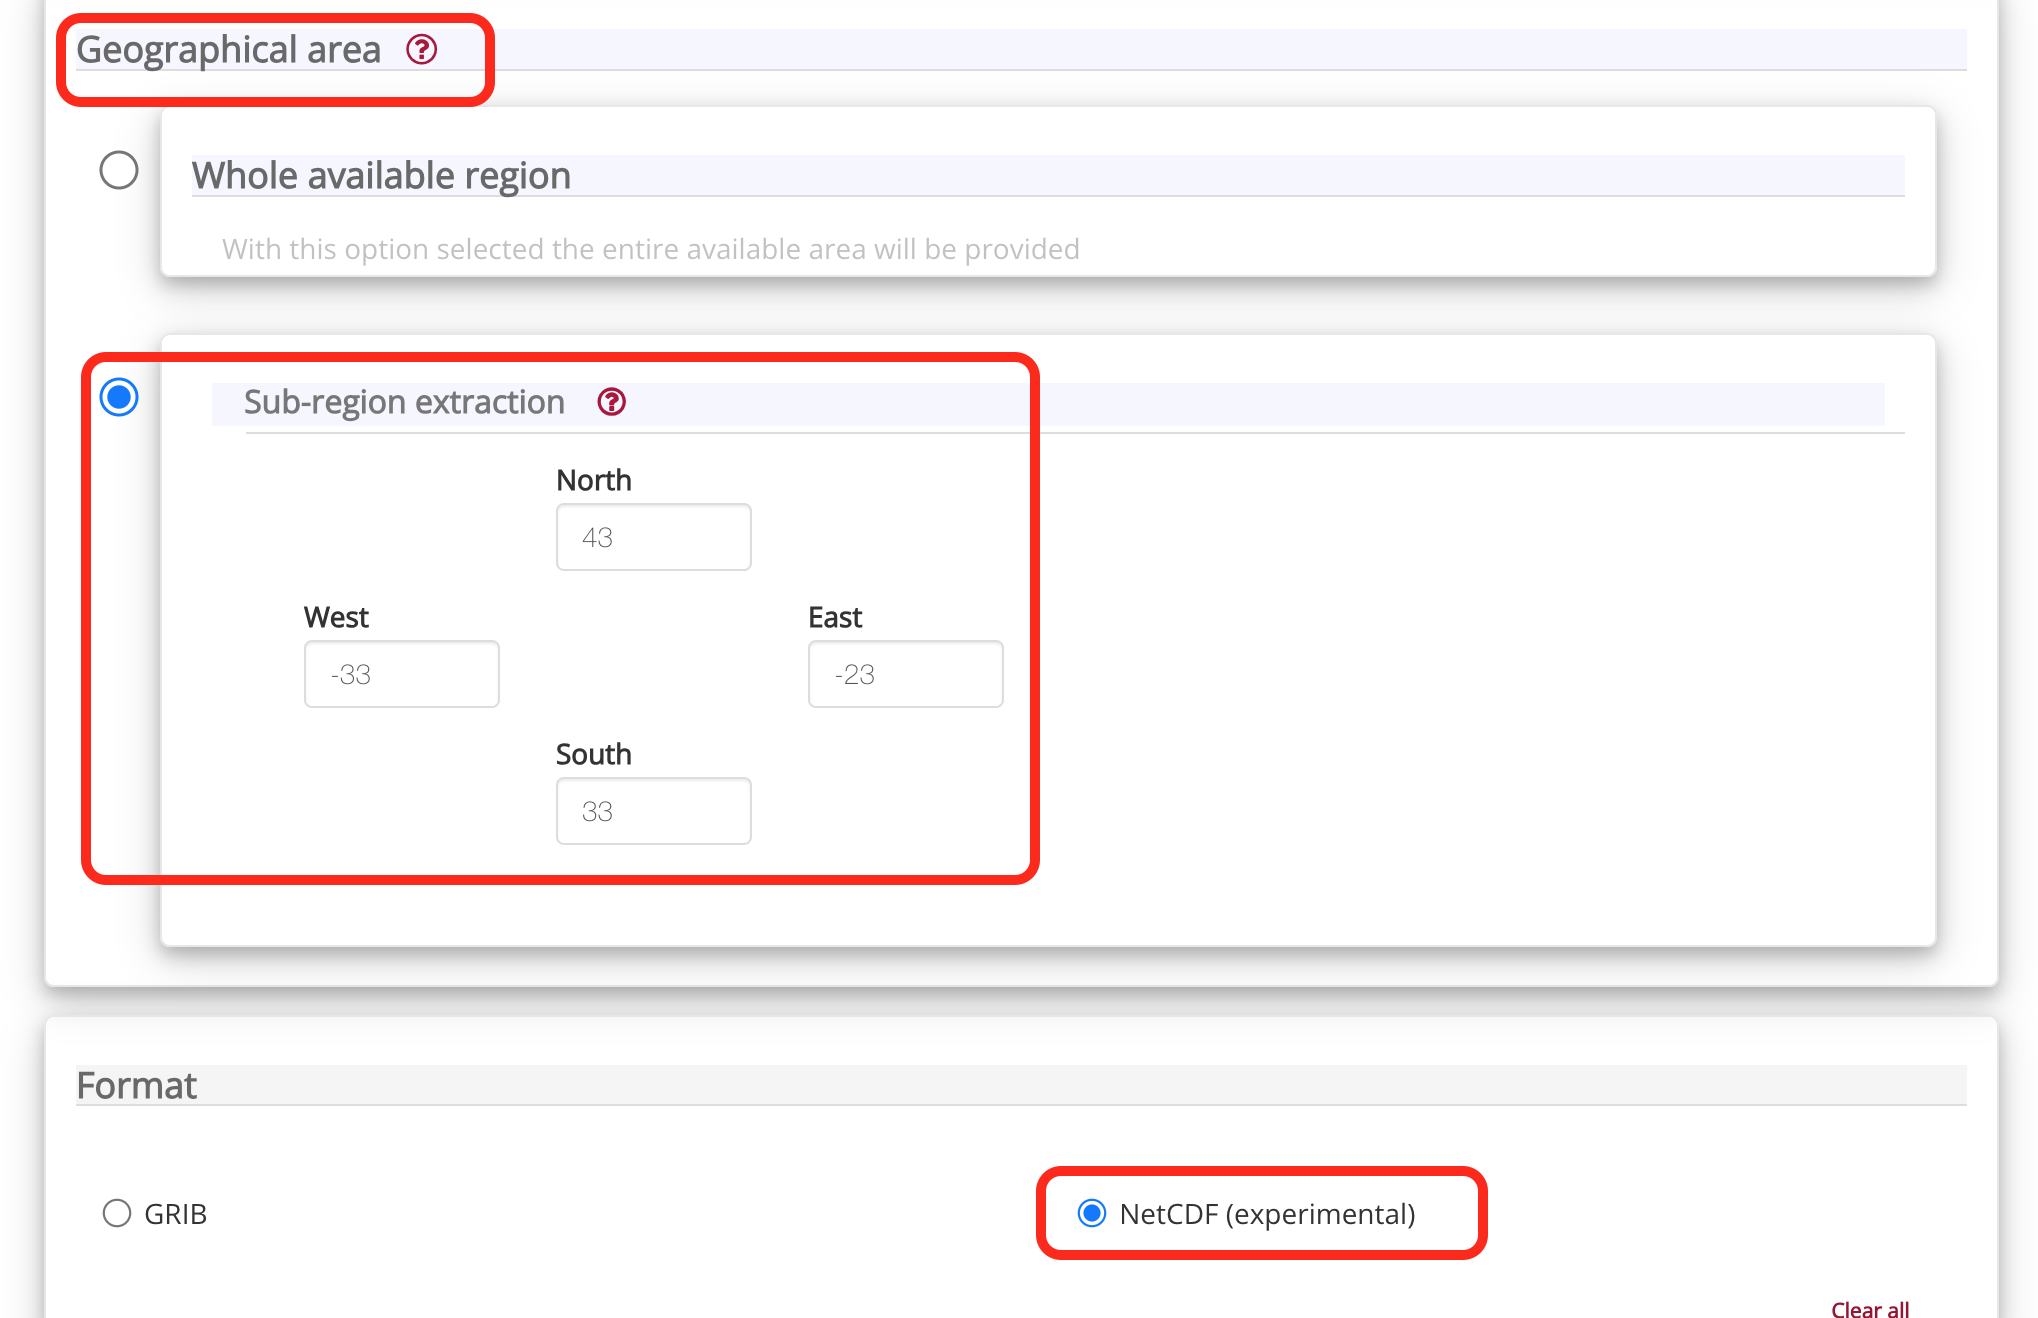 Geographical area
Whole available region
With this option selected the entire available area will be provided
Sub-region extraction
North
43
West
East
-33
-23
South
33
Format
GRIB
NetCDF (experimental)
Clear all